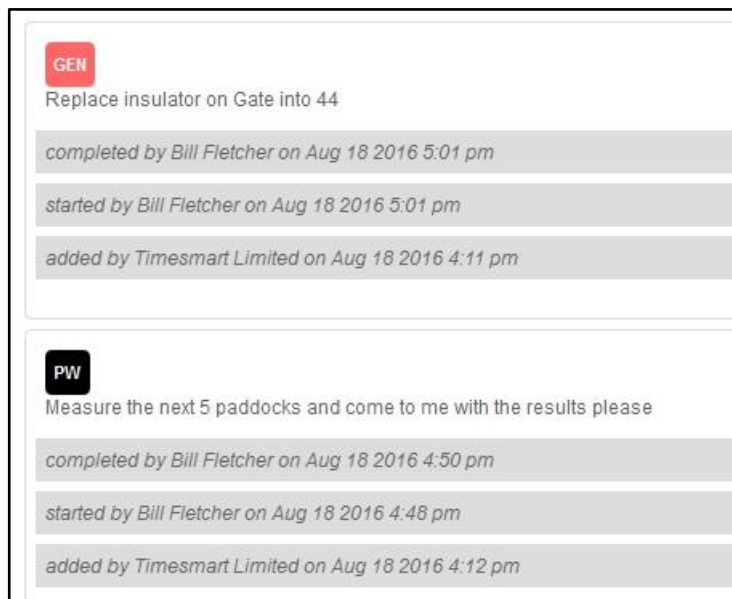 GEN
Replace insulator on Gate into 44
completed by Bill Fletcher on Aug 18 2016 5:01 pm
started by Bill Fletcher on Aug 18 2016 5:01 pm
added by Timesmart Limited on Aug 18 2016 4:11 pm
PW
Measure the next 5 paddocks and come to me with the results please
completed by Bill Fletcher on Aug 18 2016 4:50 pm
started by Bill Fletcher on Aug 18 2016 4:48 pm
added by Timesmart Limited on Aug 18 2016 4:12 pm